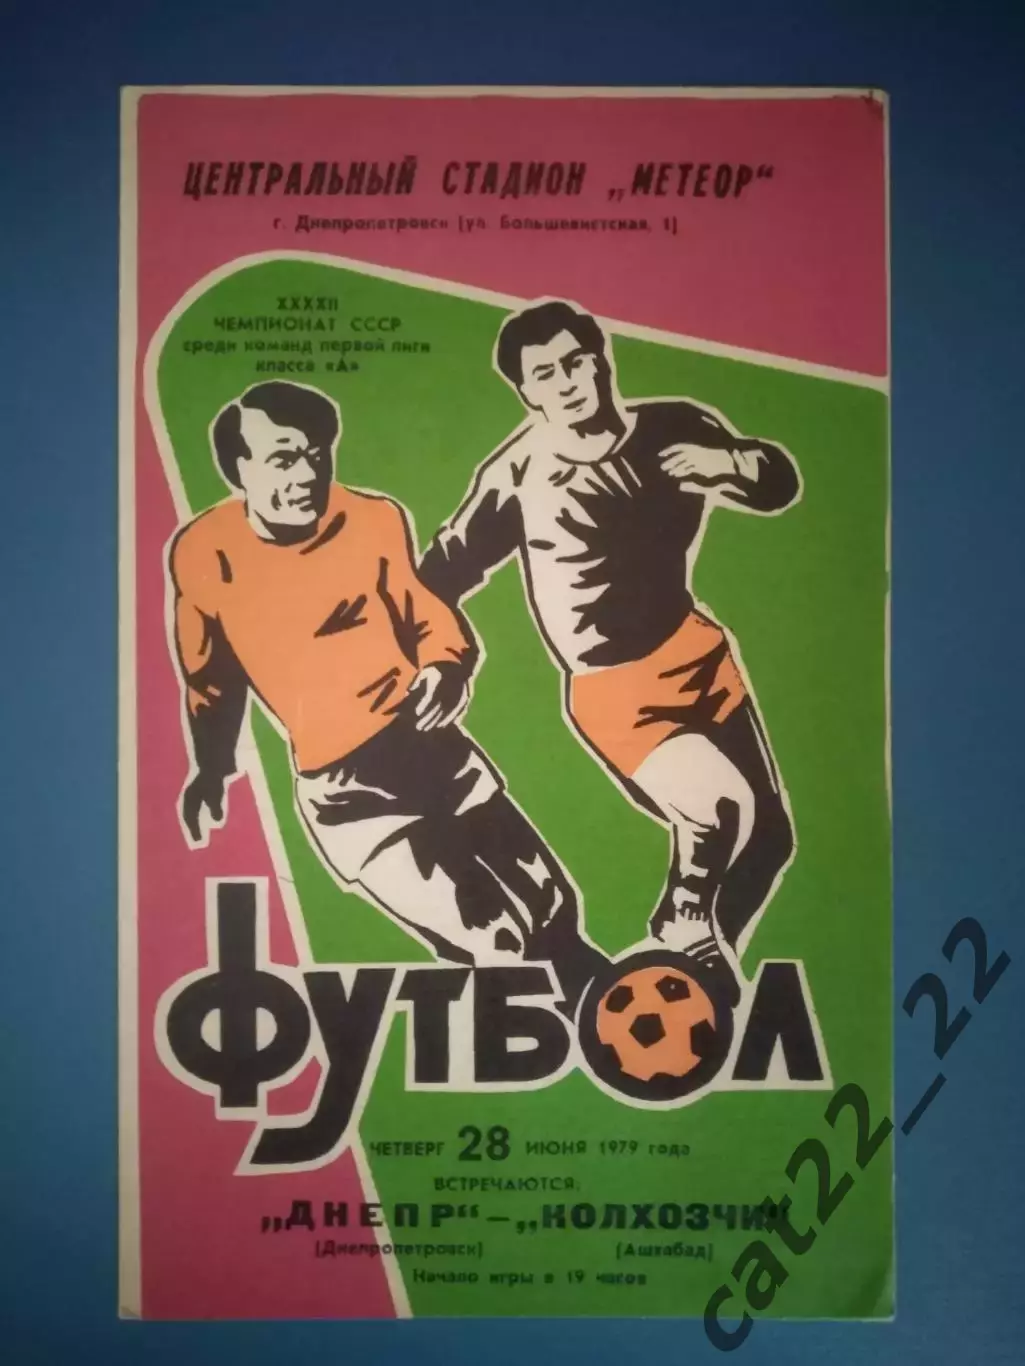 ЦЕНТРАЛЬНЫЙ СТАДИОН „МЕТЕОР"
г. Днепропетровск (ул. Большевистская, 1)
XXXXII
ЧЕМПИОНАТ СССР
среди команд первой лиги
класса «А»
ФУТБОЛ
ЧЕТВЕРГ 28 ИЮНЯ 1979 года
ВСТРЕЧАЮТСЯ:
„ДНЕПР" – „КОЛХОЗЧИ"
(Днепропетровск) (Ашхабад)
Начало игры в 19 часов
cat22_22